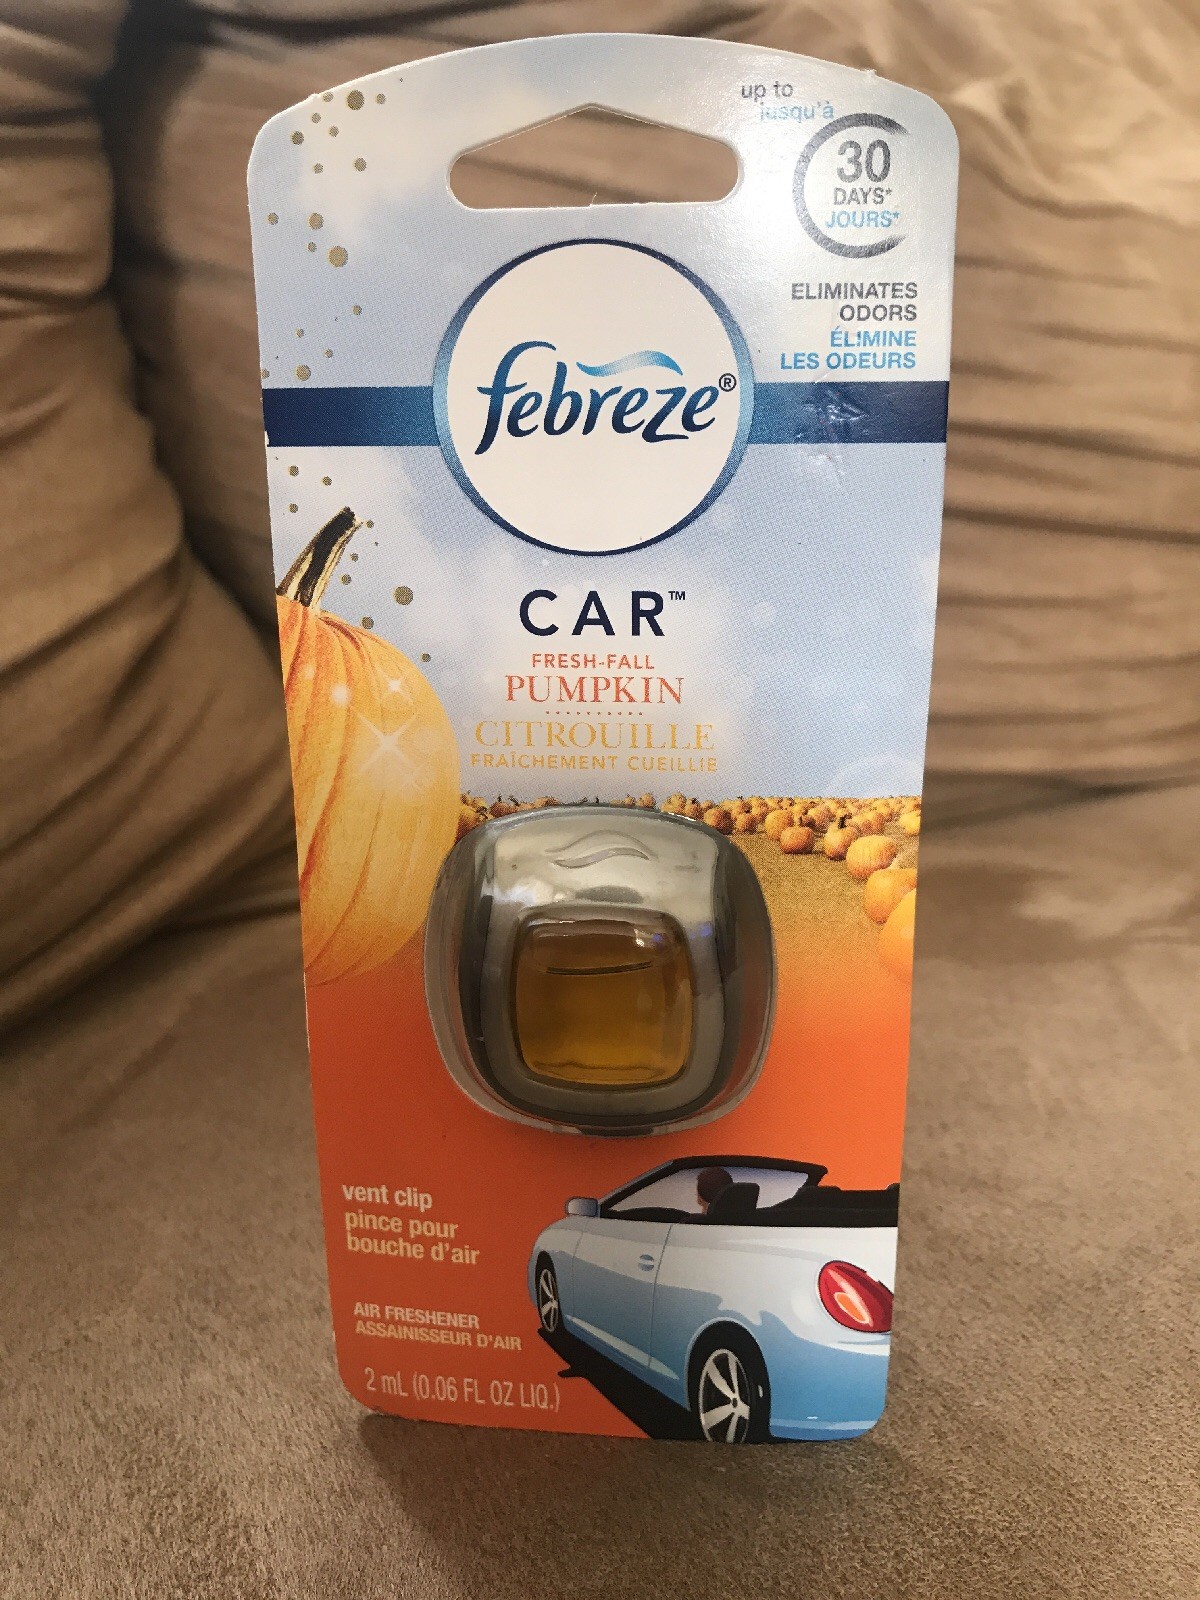 up to
jusqu'à
30
DAYS*
JOURS*
ELIMINATES
ODORS
ÉLIMINE
LES ODEURS
febreze®
CAR™
FRESH-FALL
PUMPKIN
CITROUILLE
FRAÎCHEMENT CUEILLIE
vent clip
pince pour
bouche d'air
AIR FRESHENER
ASSAINISSEUR D'AIR
2 mL (0.06 FL OZ LIQ.)